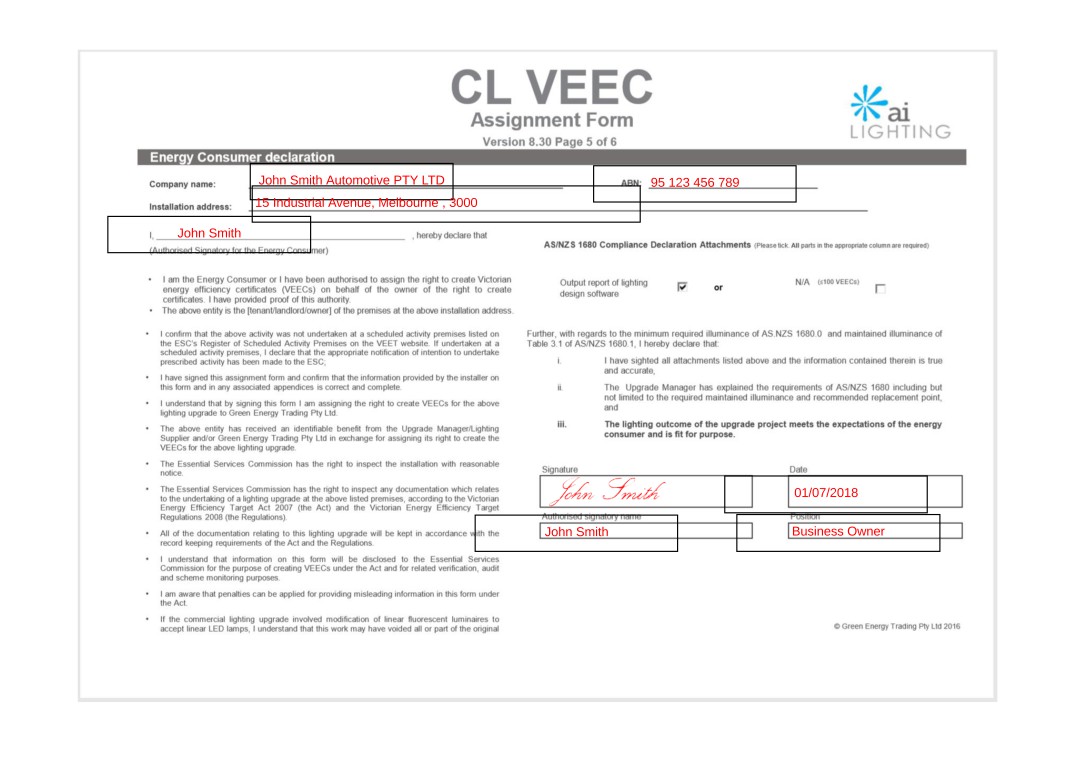 CL VEEC
Assignment Form
Version 8.30 Page 5 of 6
ai
LIGHTING
Energy Consumer declaration
Company name: John Smith Automotive PTY LTD ABN: 95 123 456 789
Installation address: 15 Industrial Avenue, Melbourne , 3000
I, John Smith , hereby declare that
(Authorised Signatory for the Energy Consumer)
• I am the Energy Consumer or I have been authorised to assign the right to create Victorian
energy efficiency certificates (VEECs) on behalf of the owner of the right to create
certificates. I have provided proof of this authority.
• The above entity is the [tenant/landlord/owner] of the premises at the above installation address.
• I confirm that the above activity was not undertaken at a scheduled activity premises listed on
the ESC's Register of Scheduled Activity Premises on the VEET website. If undertaken at a
scheduled activity premises, I declare that the appropriate notification of intention to undertake
prescribed activity has been made to the ESC;
• I have signed this assignment form and confirm that the information provided by the installer on
this form and in any associated appendices is correct and complete.
• I understand that by signing this form I am assigning the right to create VEECs for the above
lighting upgrade to Green Energy Trading Pty Ltd.
• The above entity has received an identifiable benefit from the Upgrade Manager/Lighting
Supplier and/or Green Energy Trading Pty Ltd in exchange for assigning its right to create the
VEECs for the above lighting upgrade.
• The Essential Services Commission has the right to inspect the installation with reasonable
notice.
• The Essential Services Commission has the right to inspect any documentation which relates
to the undertaking of a lighting upgrade at the above listed premises, according to the Victorian
Energy Efficiency Target Act 2007 (the Act) and the Victorian Energy Efficiency Target
Regulations 2008 (the Regulations).
• All of the documentation relating to this lighting upgrade will be kept in accordance with the
record keeping requirements of the Act and the Regulations.
• I understand that information on this form will be disclosed to the Essential Services
Commission for the purpose of creating VEECs under the Act and for related verification, audit
and scheme monitoring purposes.
• I am aware that penalties can be applied for providing misleading information in this form under
the Act.
• If the commercial lighting upgrade involved modification of linear fluorescent luminaires to
accept linear LED lamps, I understand that this work may have voided all or part of the original
AS/NZS 1680 Compliance Declaration Attachments (Please tick. All parts in the appropriate column are required)
Output report of lighting
design software
or
N/A (≤100 VEECs)
Further, with regards to the minimum required illuminance of AS.NZS 1680.0 and maintained illuminance of
Table 3.1 of AS/NZS 1680.1, I hereby declare that:
i. I have sighted all attachments listed above and the information contained therein is true
and accurate,
ii. The Upgrade Manager has explained the requirements of AS/NZS 1680 including but
not limited to the required maintained illuminance and recommended replacement point,
and
iii. The lighting outcome of the upgrade project meets the expectations of the energy
consumer and is fit for purpose.
Signature Date
John Smith 01/07/2018
Authorised signatory name Position
John Smith Business Owner
© Green Energy Trading Pty Ltd 2016